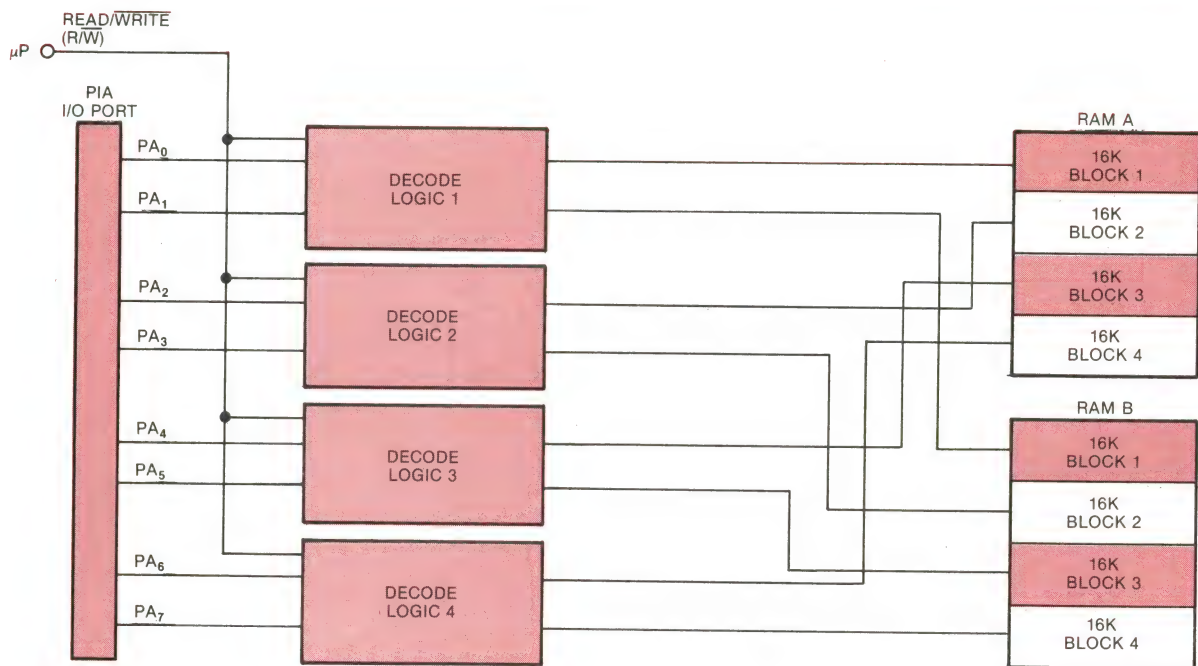 READ/WRITE
(R/W)
µP
PIA
I/O PORT
PA0
PA1
PA2
PA3
PA4
PA5
PA6
PA7
DECODE
LOGIC 1
DECODE
LOGIC 2
DECODE
LOGIC 3
DECODE
LOGIC 4
RAM A
16K
BLOCK 1
16K
BLOCK 2
16K
BLOCK 3
16K
BLOCK 4
RAM B
16K
BLOCK 1
16K
BLOCK 2
16K
BLOCK 3
16K
BLOCK 4